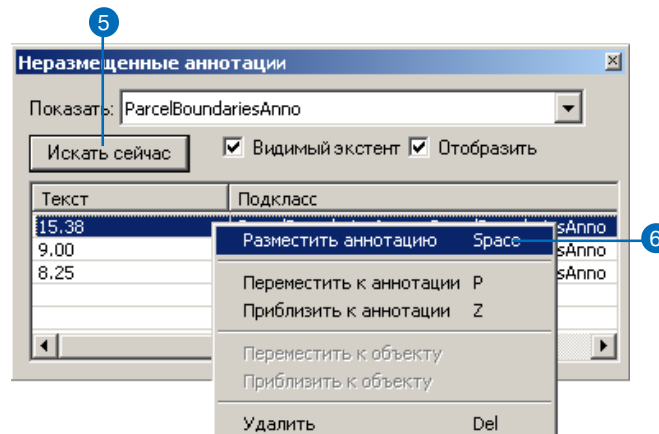 5
Неразмещенные аннотации
Показать: ParcelBoundariesAnno
Искать сейчас Видимый экстент Отобразить
Текст Подкласс
15.38 sAnno
Разместить аннотацию Space 6
9.00 sAnno
8.25 sAnno
Переместить к аннотации P
Приблизить к аннотации Z
Переместить к объекту
Приблизить к объекту
Удалить Del